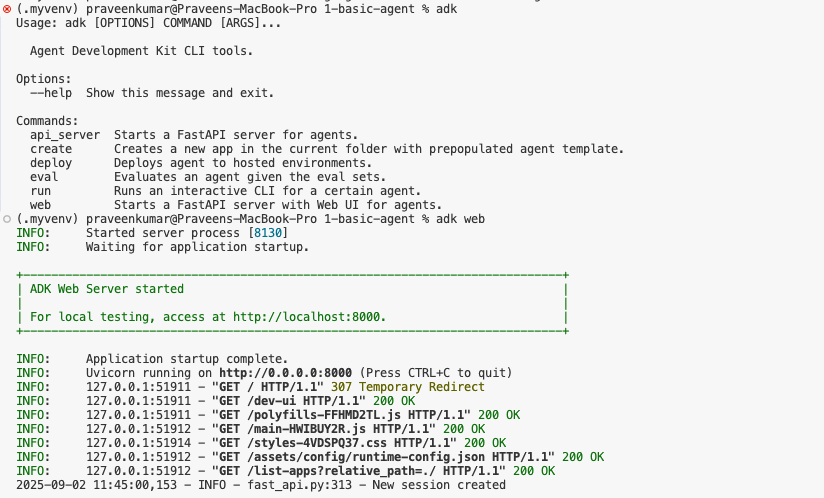 (.myvenv) praveenkumar@Praveens-MacBook-Pro 1-basic-agent % adk
Usage: adk [OPTIONS] COMMAND [ARGS]...
Agent Development Kit CLI tools.
Options:
--help  Show this message and exit.
Commands:
api_server  Starts a FastAPI server for agents.
create      Creates a new app in the current folder with prepopulated agent template.
deploy      Deploys agent to hosted environments.
eval        Evaluates an agent given the eval sets.
run         Runs an interactive CLI for a certain agent.
web         Starts a FastAPI server with Web UI for agents.
(.myvenv) praveenkumar@Praveens-MacBook-Pro 1-basic-agent % adk web
INFO:     Started server process [8130]
INFO:     Waiting for application startup.
+-----------------------------------------------------------------------------+
| ADK Web Server started                                                      |
|                                                                             |
| For local testing, access at http://localhost:8000.                         |
+-----------------------------------------------------------------------------+
INFO:     Application startup complete.
INFO:     Uvicorn running on http://0.0.0.0:8000 (Press CTRL+C to quit)
INFO:     127.0.0.1:51911 - "GET / HTTP/1.1" 307 Temporary Redirect
INFO:     127.0.0.1:51911 - "GET /dev-ui HTTP/1.1" 200 OK
INFO:     127.0.0.1:51911 - "GET /polyfills-FFHMD2TL.js HTTP/1.1" 200 OK
INFO:     127.0.0.1:51912 - "GET /main-HWIBUY2R.js HTTP/1.1" 200 OK
INFO:     127.0.0.1:51914 - "GET /styles-4VDSPQ37.css HTTP/1.1" 200 OK
INFO:     127.0.0.1:51912 - "GET /assets/config/runtime-config.json HTTP/1.1" 200 OK
INFO:     127.0.0.1:51912 - "GET /list-apps?relative_path=./ HTTP/1.1" 200 OK
2025-09-02 11:45:00,153 - INFO - fast_api.py:313 - New session created